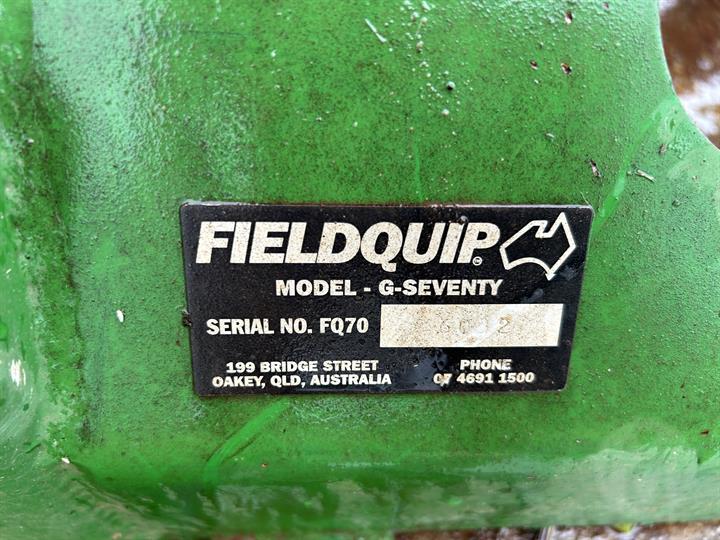 FIELDQUIP
MODEL - G-SEVENTY
SERIAL NO. FQ70
199 BRIDGE STREET
OAKEY, QLD, AUSTRALIA
PHONE
07 4691 1500